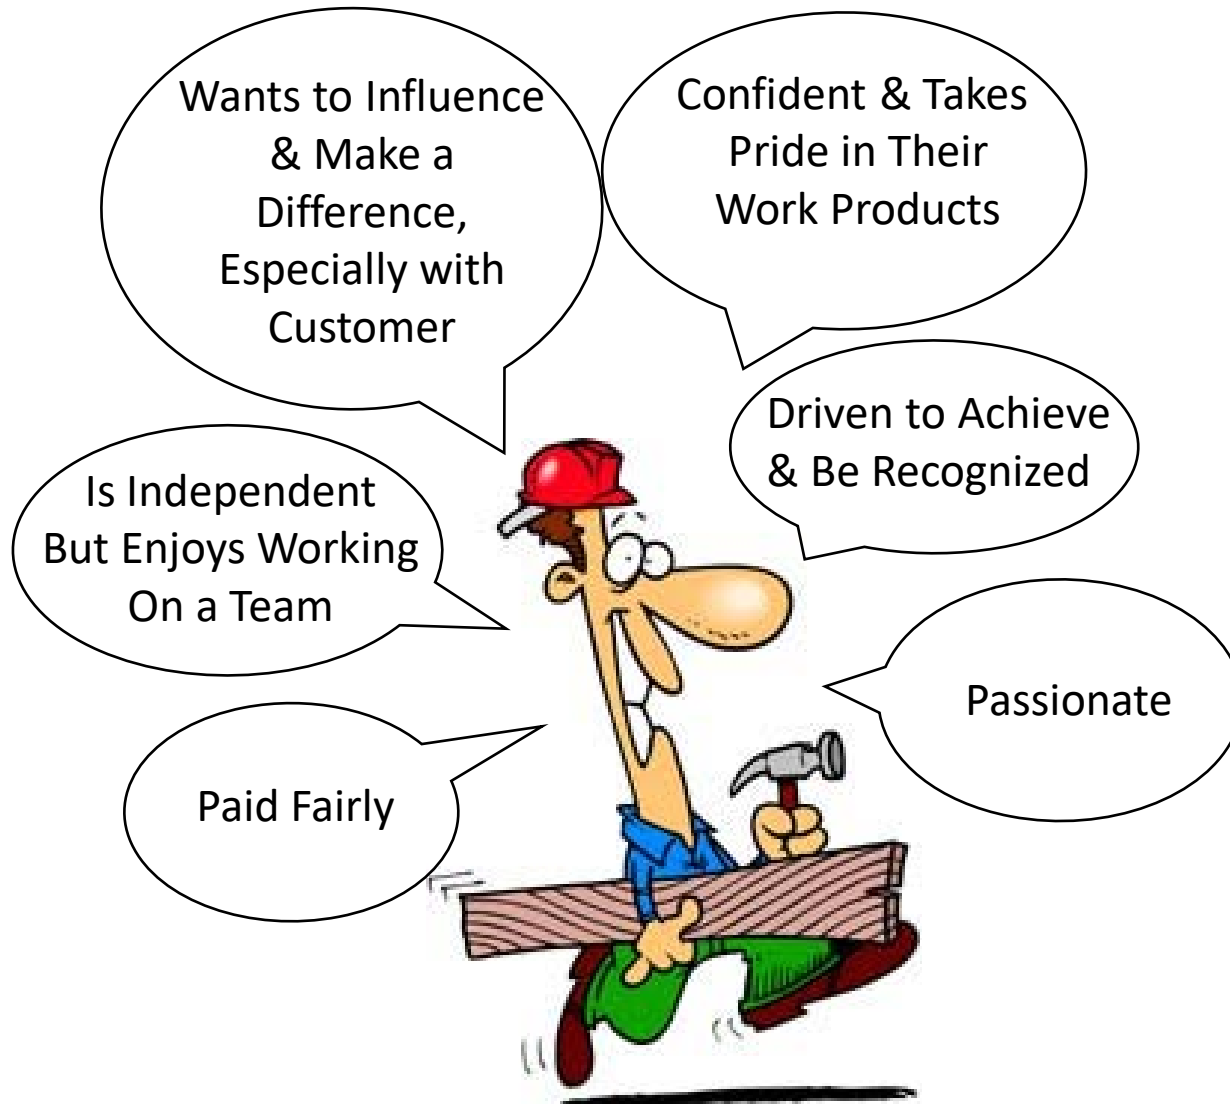 Wants to Influence
& Make a
Difference,
Especially with
Customer
Confident & Takes
Pride in Their
Work Products
Driven to Achieve
& Be Recognized
Is Independent
But Enjoys Working
On a Team
Passionate
Paid Fairly